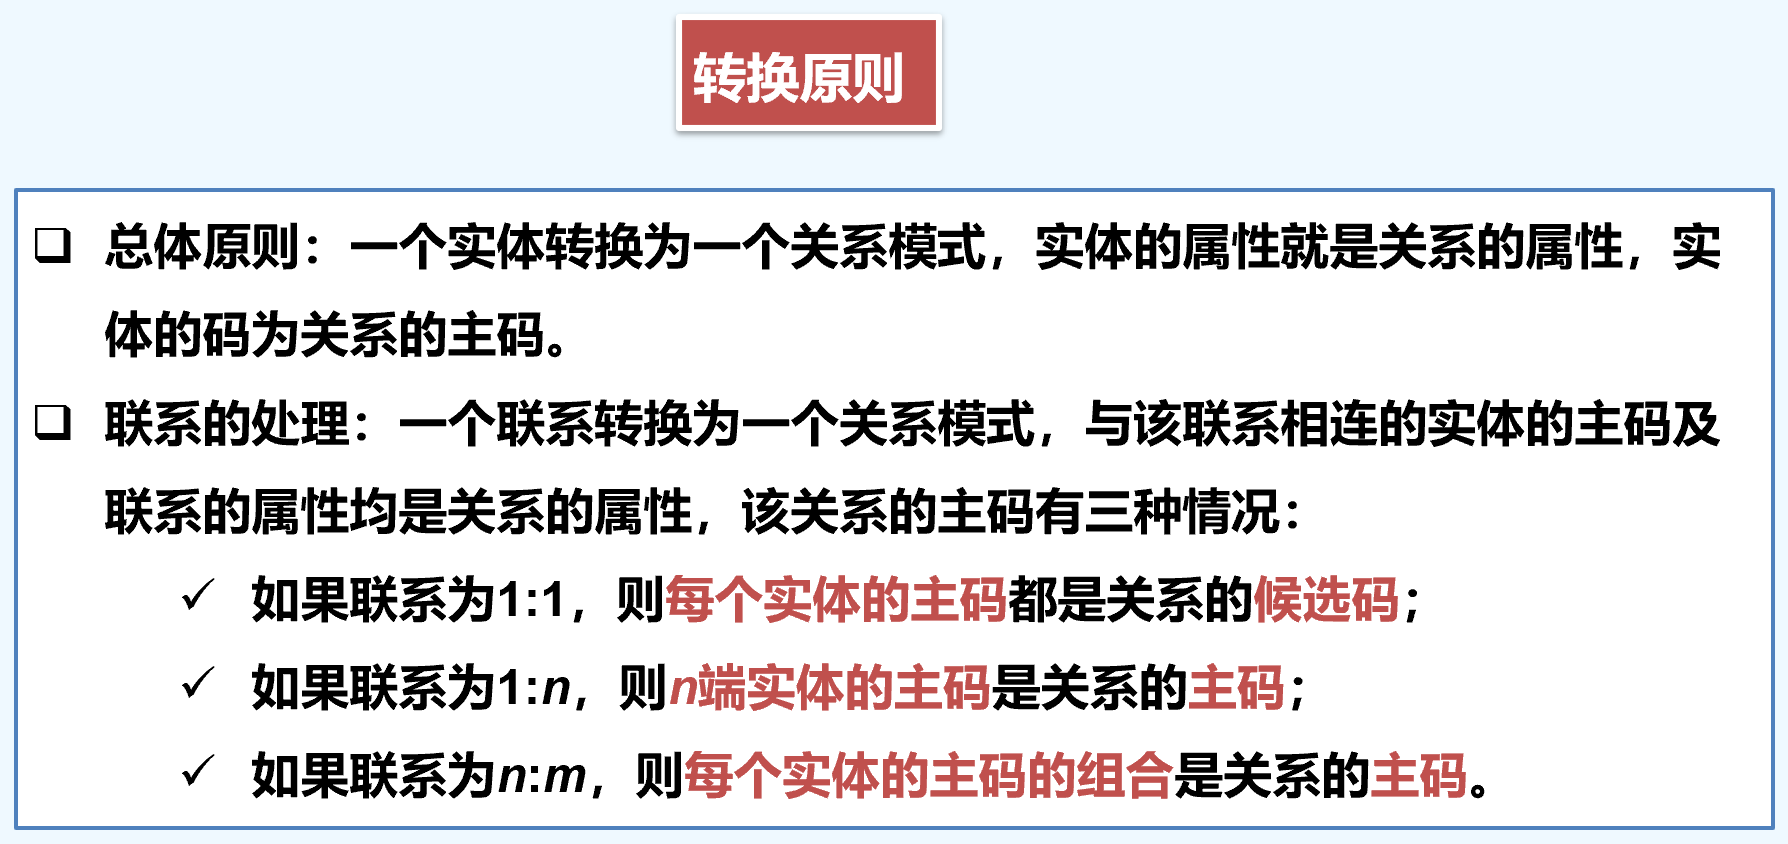 转换原则
❑ 总体原则：一个实体转换为一个关系模式，实体的属性就是关系的属性，实
体的码为关系的主码。
❑ 联系的处理：一个联系转换为一个关系模式，与该联系相连的实体的主码及
联系的属性均是关系的属性，该关系的主码有三种情况：
✓ 如果联系为1:1，则每个实体的主码都是关系的候选码；
✓ 如果联系为1:n，则n端实体的主码是关系的主码；
✓ 如果联系为n:m，则每个实体的主码的组合是关系的主码。